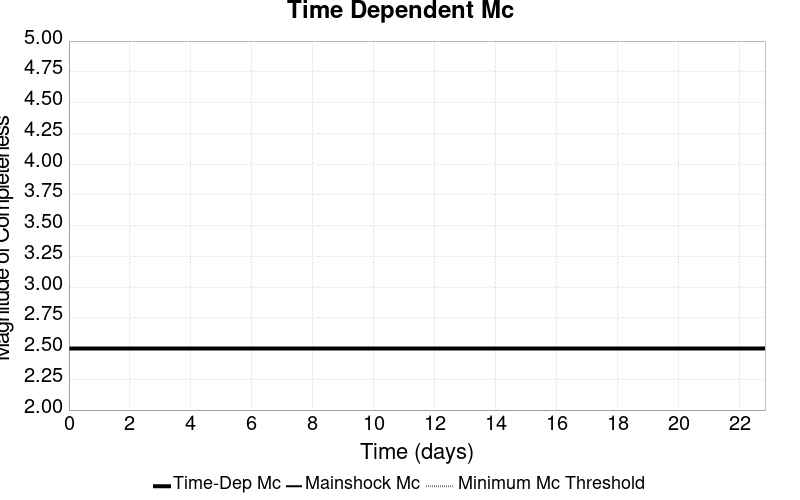 Time Dependent Mc
5.00
4.75
4.50
4.25
4.00
3.75
3.50
3.25
3.00
2.75
2.50
2.25
2.00
Magnitude of Completeness
0 2 4 6 8 10 12 14 16 18 20 22
Time (days)
Time-Dep Mc Mainshock Mc Minimum Mc Threshold